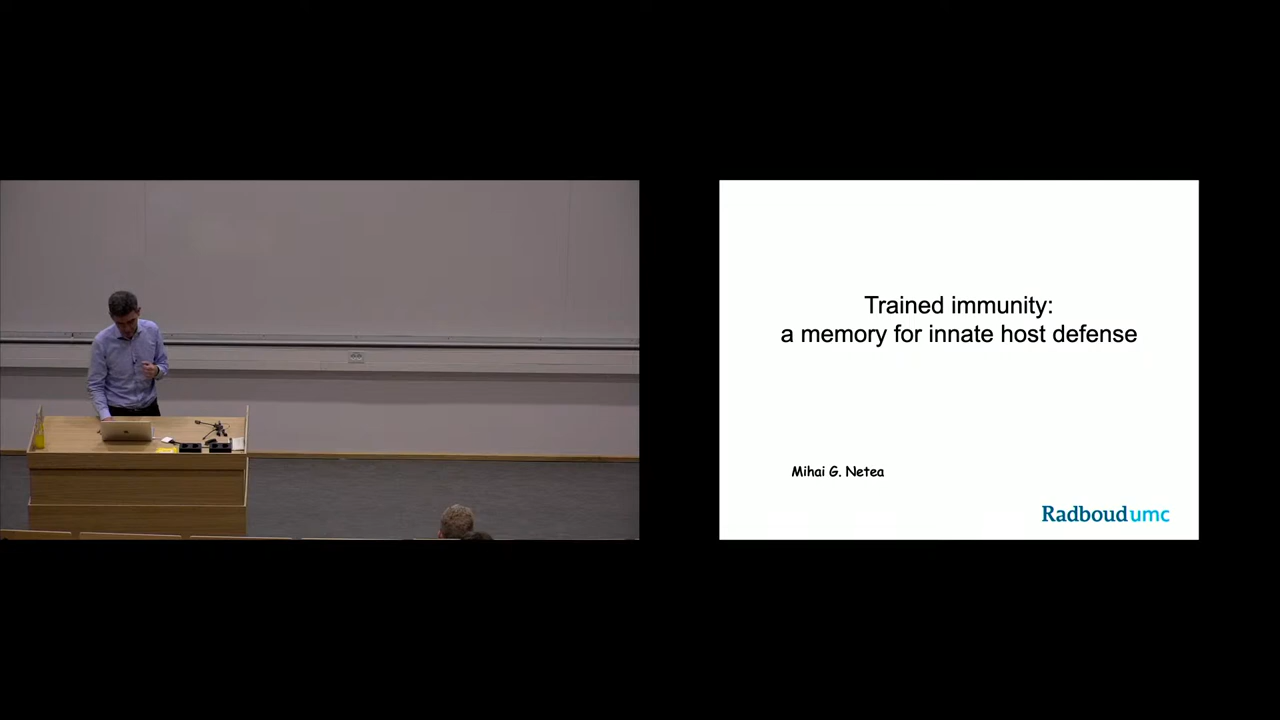 Trained immunity:
a memory for innate host defense
Mihai G. Netea
Radboudumc